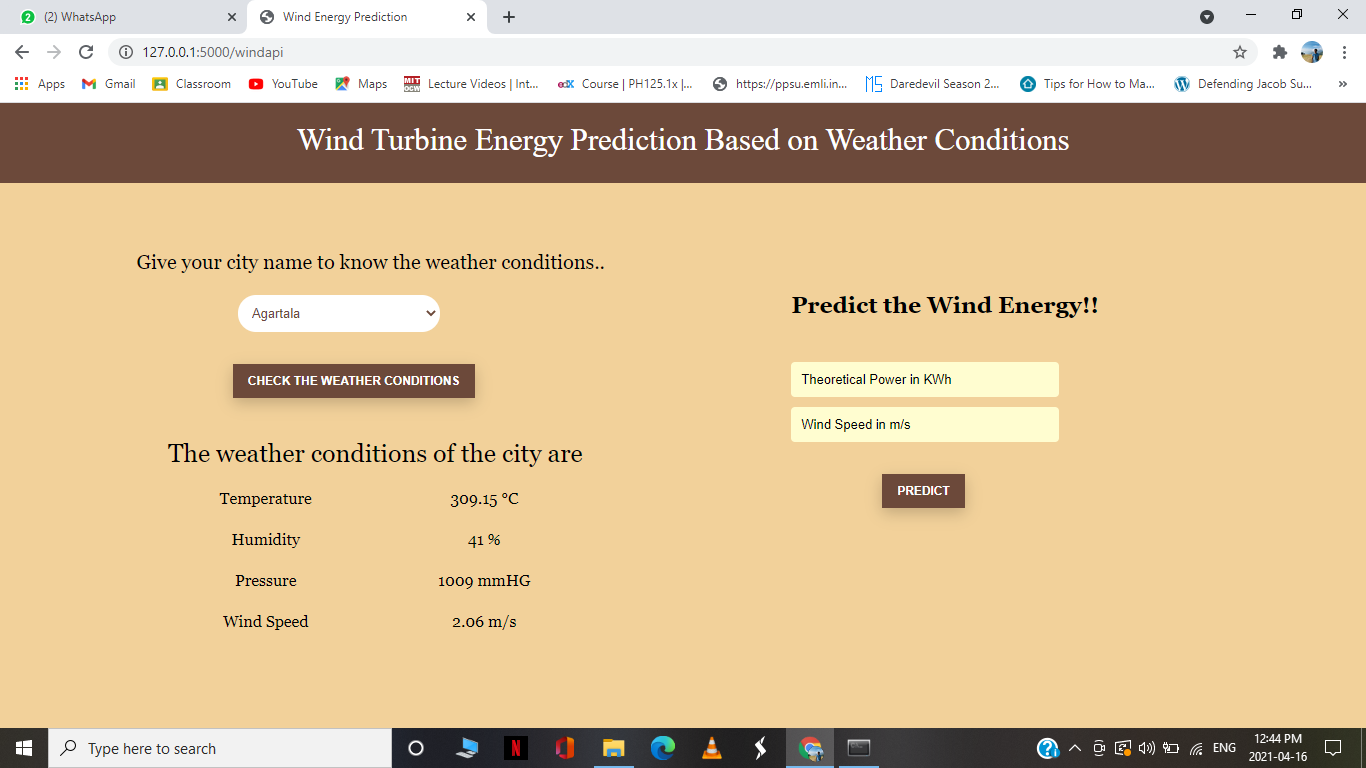 (2) WhatsApp
Wind Energy Prediction
127.0.0.1:5000/windapi
Apps Gmail Classroom YouTube Maps Lecture Videos | Int... Course | PH125.1x |... https://ppsu.emli.in... Daredevil Season 2... Tips for How to Ma... Defending Jacob Su... »
Wind Turbine Energy Prediction Based on Weather Conditions
Give your city name to know the weather conditions..
Agartala
CHECK THE WEATHER CONDITIONS
The weather conditions of the city are
Temperature 309.15 °C
Humidity 41 %
Pressure 1009 mmHG
Wind Speed 2.06 m/s
Predict the Wind Energy!!
Theoretical Power in KWh
Wind Speed in m/s
PREDICT
Type here to search
ENG
12:44 PM
2021-04-16